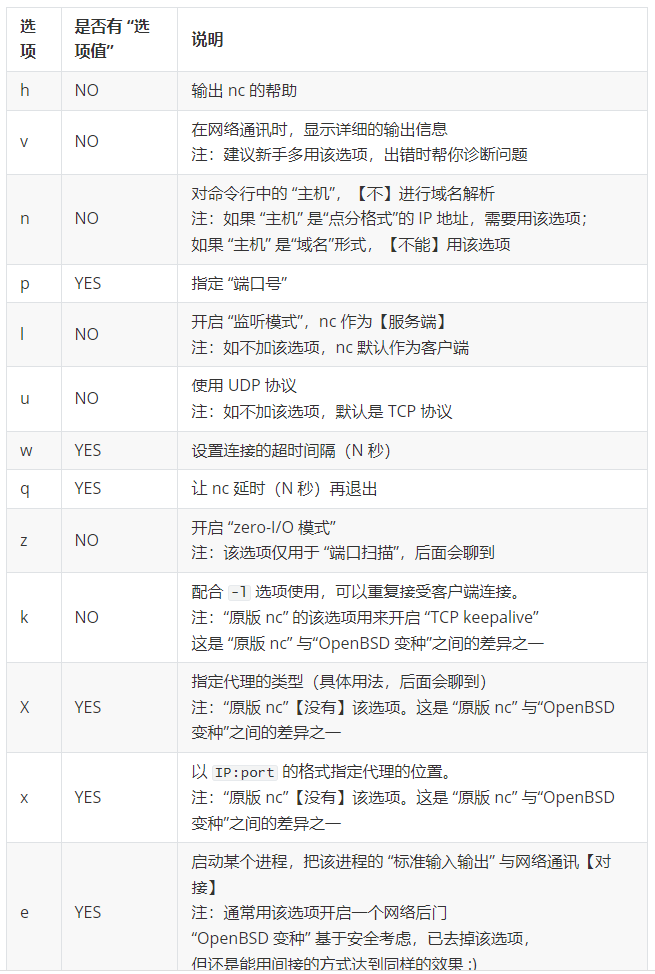 选项 是否有 “选项值” 说明
h NO 输出 nc 的帮助
v NO 在网络通讯时，显示详细的输出信息
注：建议新手多用该选项，出错时帮你诊断问题
n NO 对命令行中的 “主机”，【不】进行域名解析
注：如果 “主机” 是“点分格式”的 IP 地址，需要用该选项；
如果 “主机” 是“域名”形式，【不能】用该选项
p YES 指定 “端口号”
l NO 开启 “监听模式”，nc 作为【服务端】
注：如不加该选项，nc 默认作为客户端
u NO 使用 UDP 协议
注：如不加该选项，默认是 TCP 协议
w YES 设置连接的超时间隔（N 秒）
q YES 让 nc 延时（N 秒）再退出
z NO 开启 “zero-I/O 模式”
注：该选项仅用于 “端口扫描”，后面会聊到
k NO 配合 -l 选项使用，可以重复接受客户端连接。
注：“原版 nc” 的该选项用来开启 “TCP keepalive”
这是 “原版 nc” 与“OpenBSD 变种”之间的差异之一
X YES 指定代理的类型（具体用法，后面会聊到）
注：“原版 nc”【没有】该选项。这是 “原版 nc” 与“OpenBSD
变种”之间的差异之一
x YES 以 IP:port 的格式指定代理的位置。
注：“原版 nc”【没有】该选项。这是 “原版 nc” 与“OpenBSD
变种”之间的差异之一
e YES 启动某个进程，把该进程的 “标准输入输出” 与网络通讯【对
接】
注：通常用该选项开启一个网络后门
“OpenBSD 变种” 基于安全考虑，已去掉该选项，
但还是能用间接的方式达到同样的效果 :)